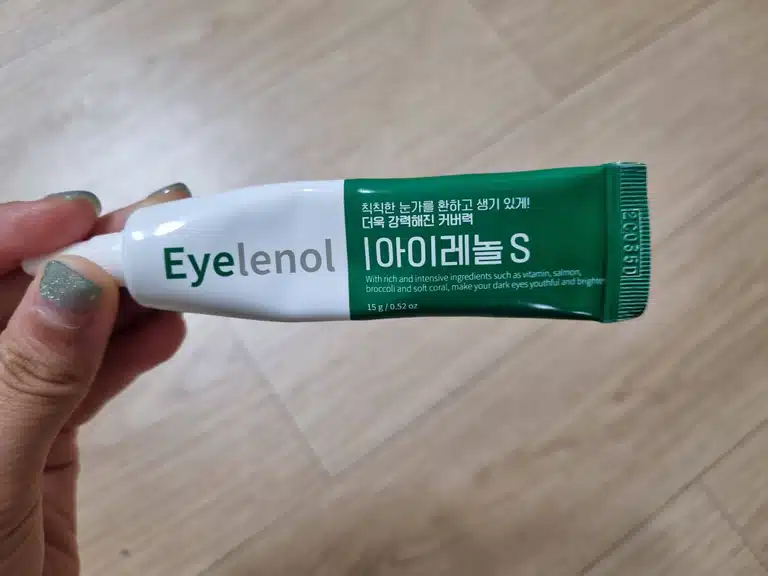 Eyelenol
칙칙한 눈가를 환하고 생기 있게!
더욱 강력해진 커버력
아이레놀 S
With rich and intensive ingredients such as vitamin, salmon,
broccoli and soft coral, make your dark eyes youthful and brighte
15 g / 0.52 oz